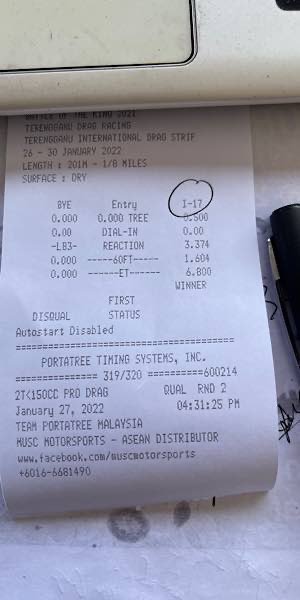 BATTLE OF THE KING 2021
TERENGGANU DRAG RACING
TERENGGANU INTERNATIONAL DRAG STRIP
26 - 30 JANUARY 2022
LENGTH : 201M - 1/8 MILES
SURFACE : DRY
BYE Entry I-17
0.000 0.000 TREE 0.500
0.00 DIAL-IN 0.00
-LB3- REACTION 3.374
0.000 ------60FT----- 1.604
0.000 ------ET----- 6.800
WINNER
FIRST
DISQUAL STATUS
Autostart Disabled
========================================
PORTATREE TIMING SYSTEMS, INC.
=============== 319/320 ==========600214
2T<150CC PRO DRAG QUAL RND 2
January 27, 2022 04:31:25 PM
TEAM PORTATREE MALAYSIA
MUSC MOTORSPORTS - ASEAN DISTRIBUTOR
www.facebook.com/muscmotorsports
+6016-6681490